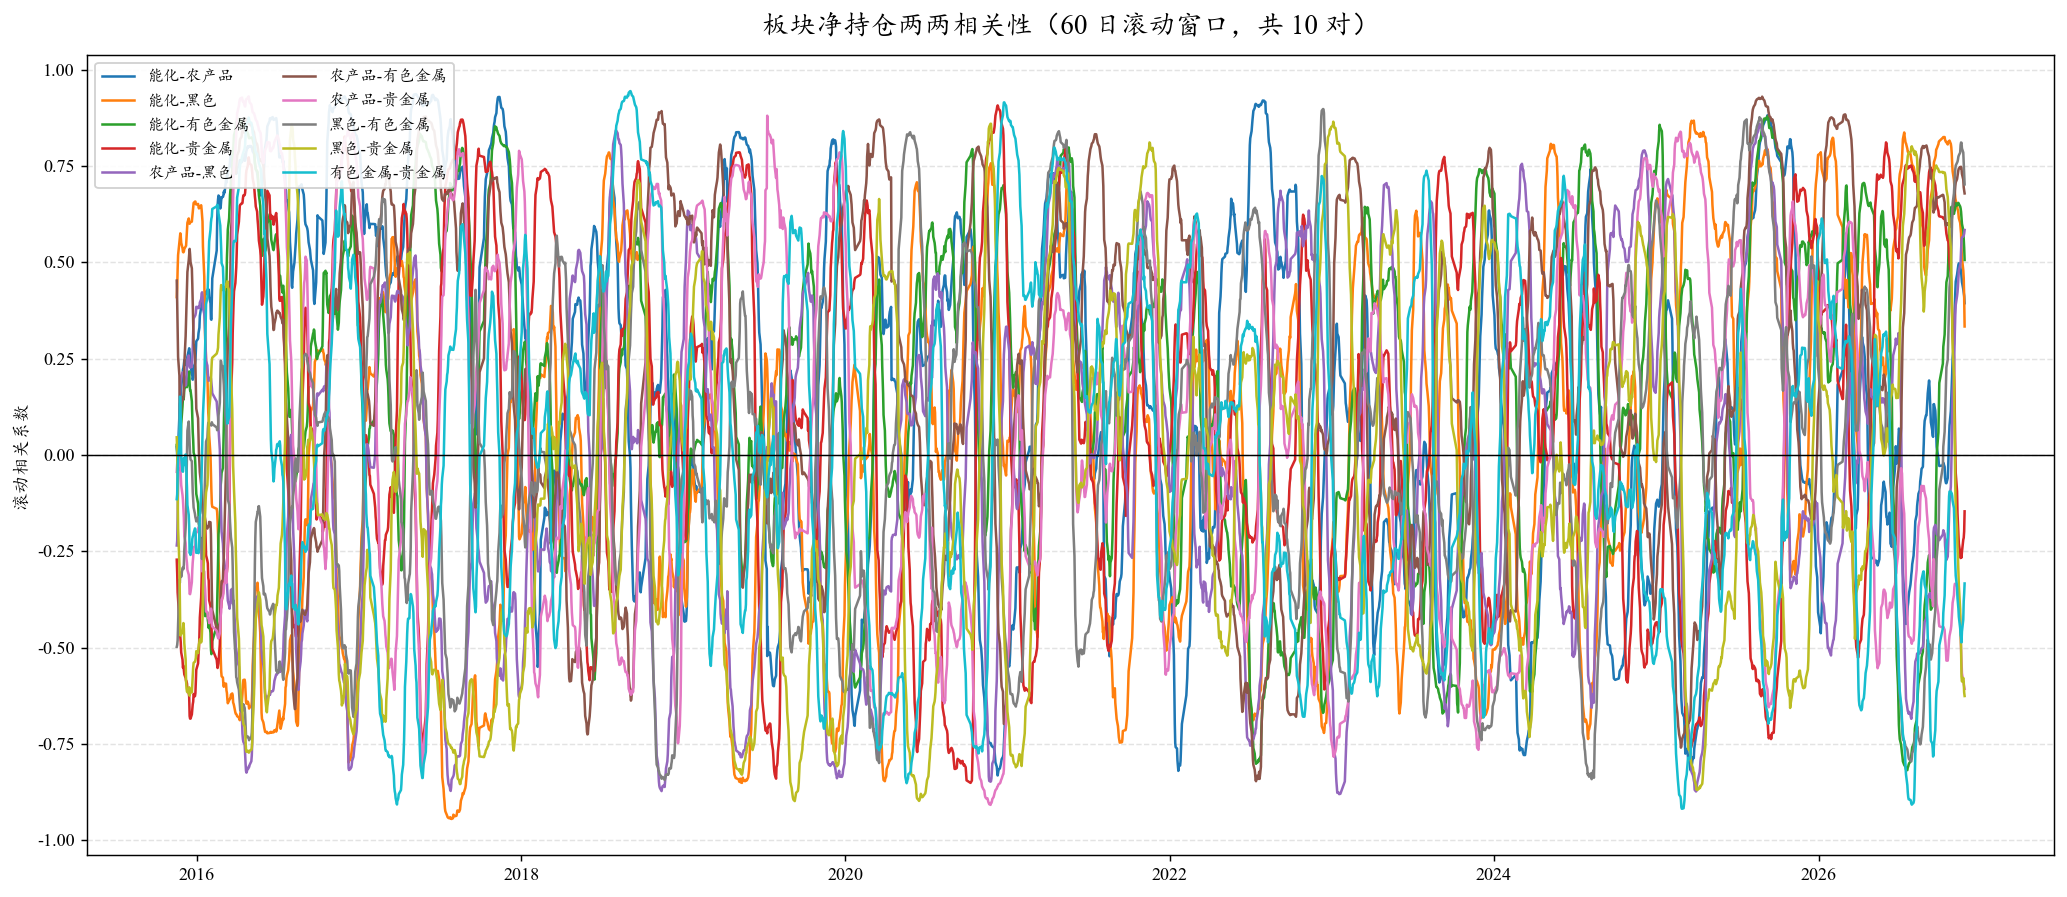 板块净持仓两两相关性（60 日滚动窗口，共 10 对）
能化-农产品
能化-黑色
能化-有色金属
能化-贵金属
农产品-黑色
农产品-有色金属
农产品-贵金属
黑色-有色金属
黑色-贵金属
有色金属-贵金属
滚动相关系数
1.00
0.75
0.50
0.25
0.00
-0.25
-0.50
-0.75
-1.00
2016 2018 2020 2022 2024 2026